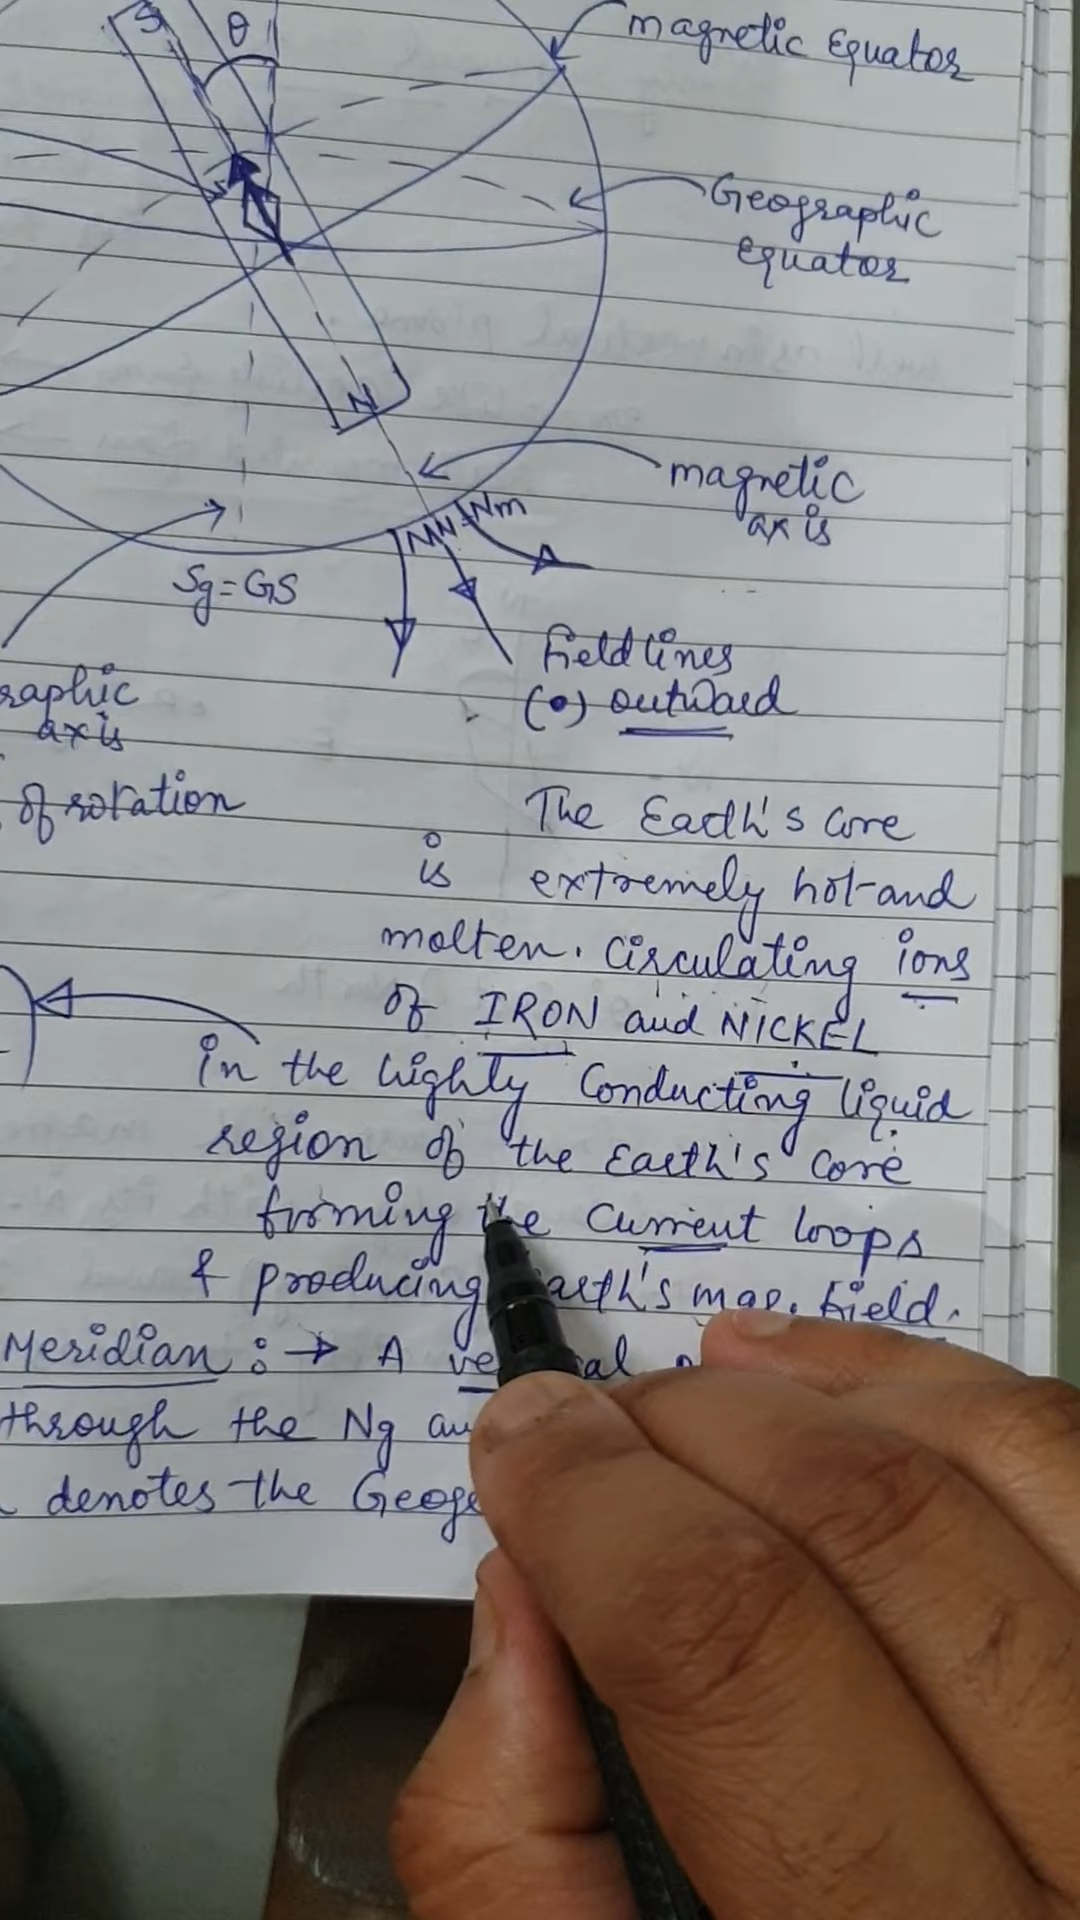 S
θ
magnetic Equator
Geographic
Equator
N
magnetic
axis
Nm
Sg = GS
field lines
(•) outward
raphic
axis
of rotation
The Earth's core
is extremely hot and
molten. Circulating ions
of IRON and NICKEL
in the highly Conducting liquid
region of the Earth's core
forming the Current loops
& producing mag. field.
Meridian :→ A
through the Ng
denotes the